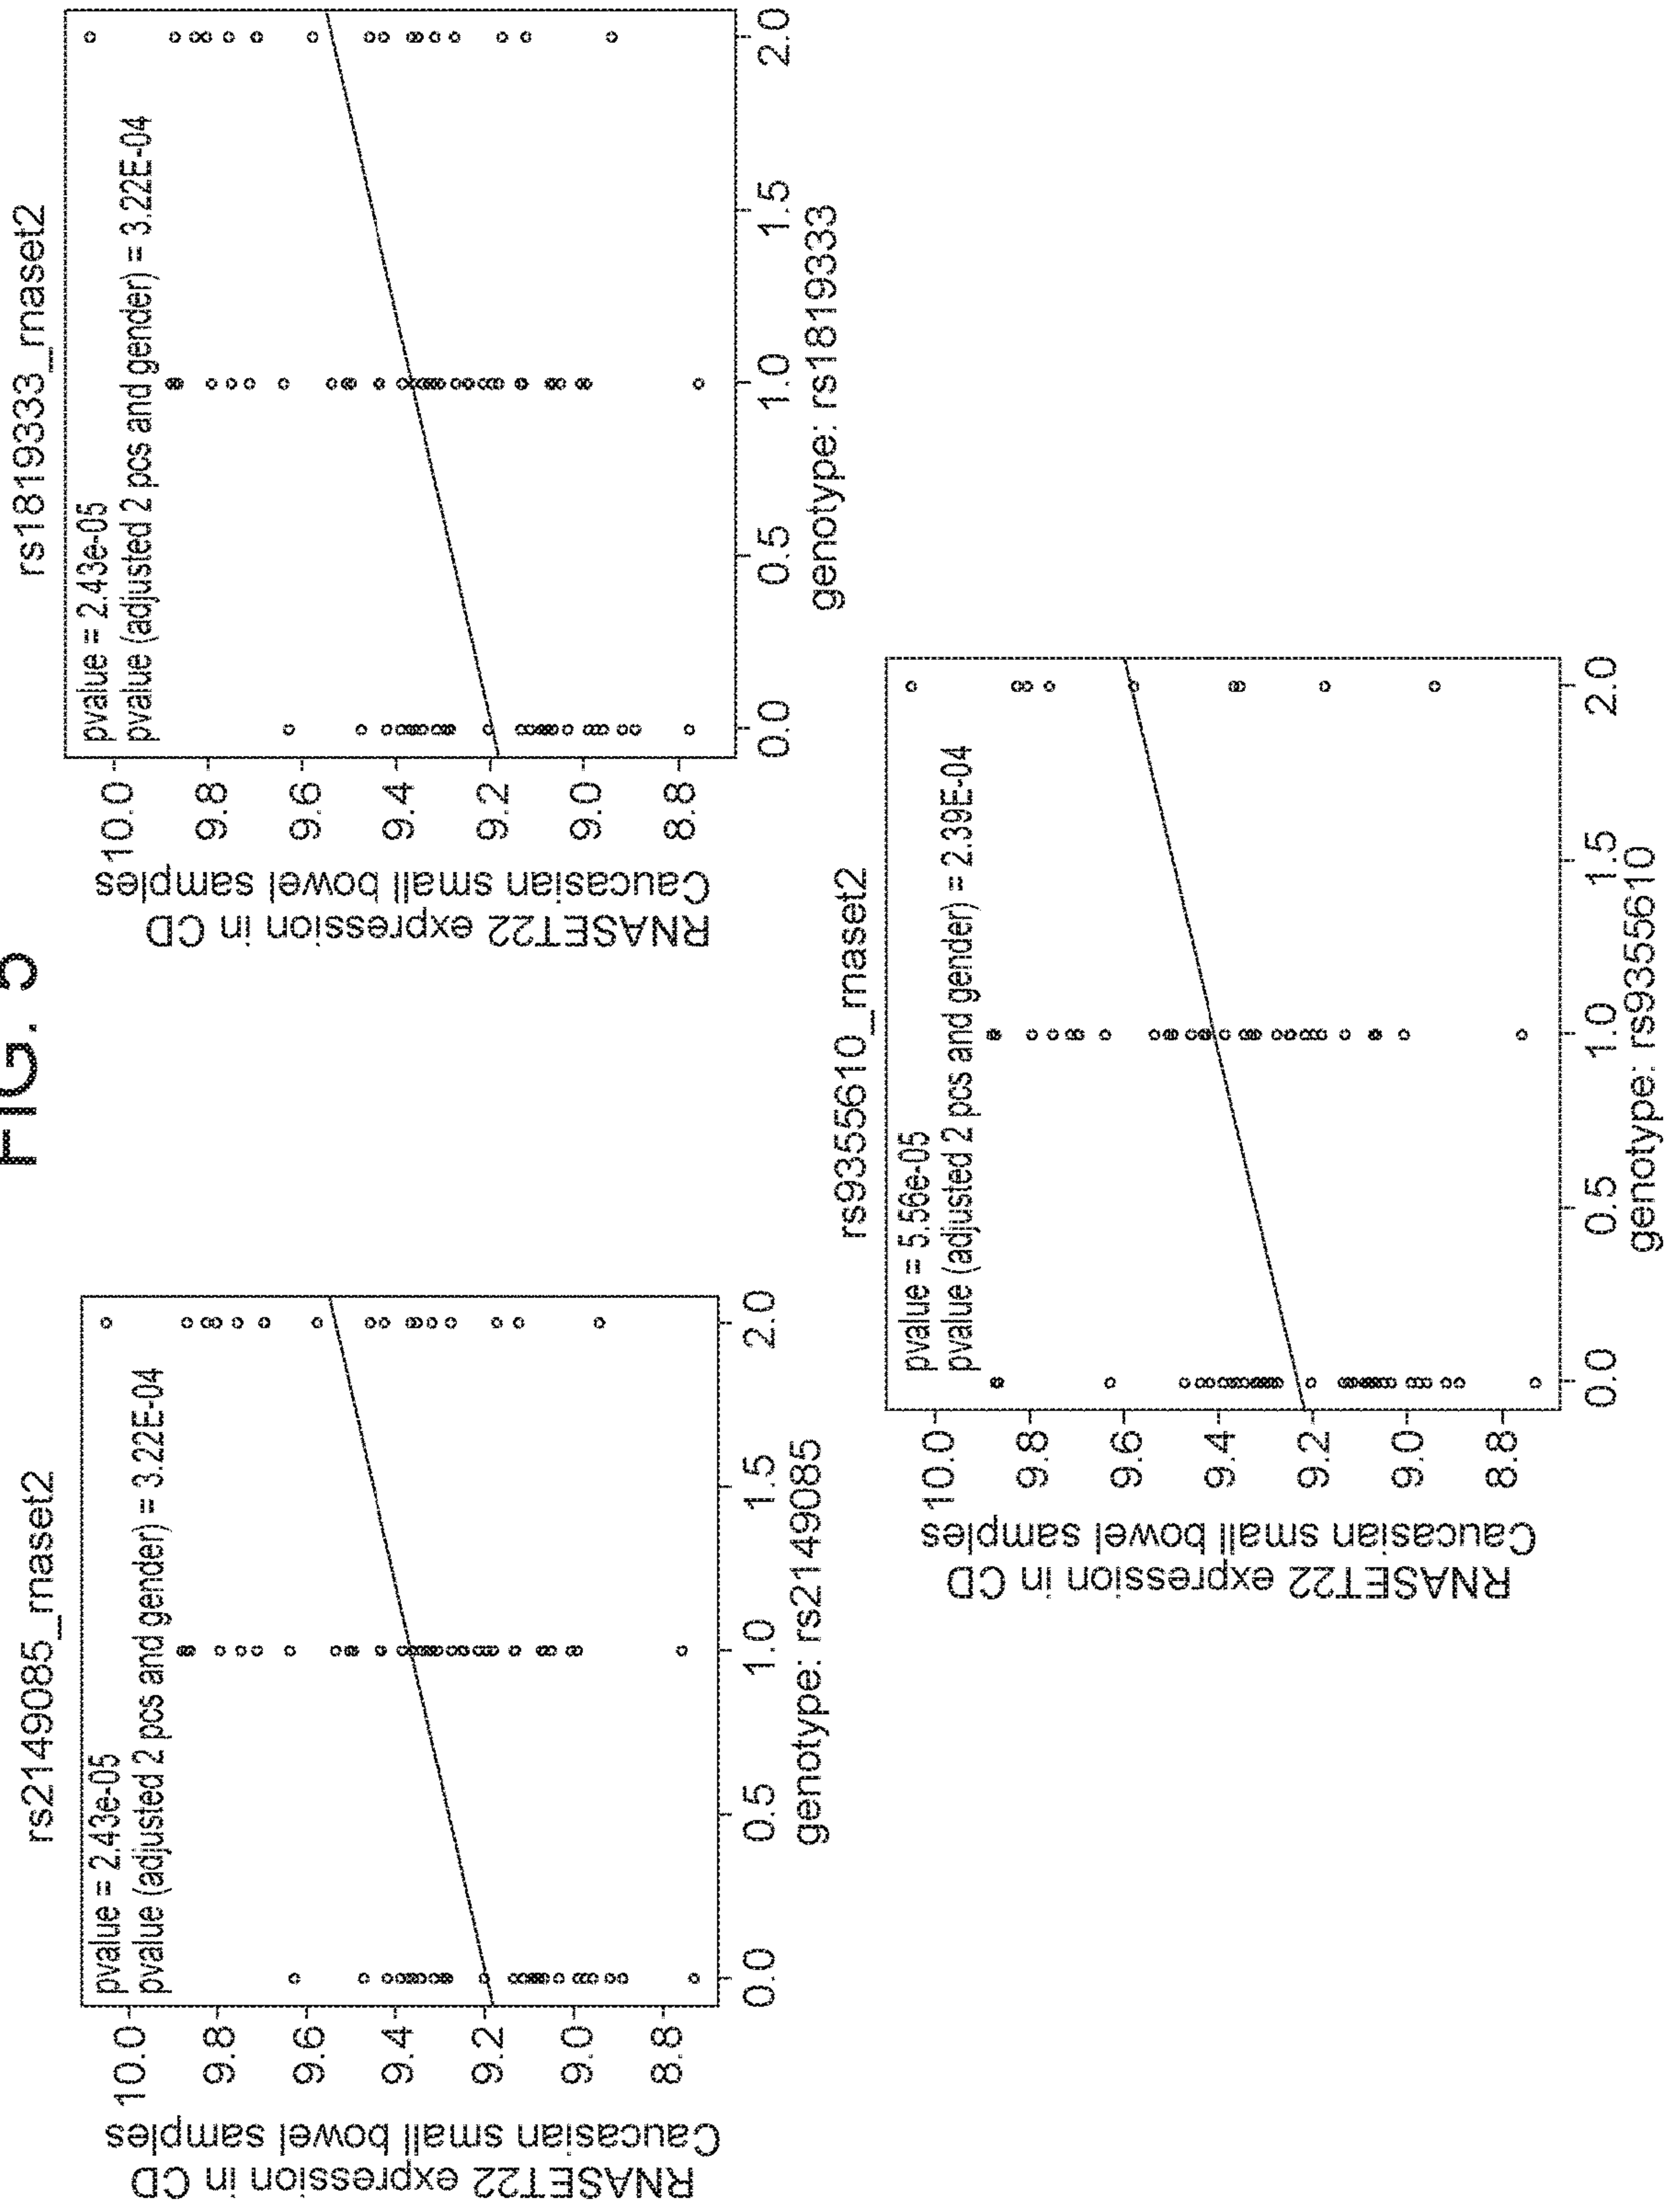 FIG. 5
rs2149085_rnaset2
pvalue = 2.43e-05
pvalue (adjusted 2 pcs and gender) = 3.22E-04
RNASET22 expression in CD
Caucasian small bowel samples
10.0
9.8
9.6
9.4
9.2
9.0
8.8
0.0 0.5 1.0 1.5 2.0
genotype: rs2149085
rs1819333_rnaset2
pvalue = 2.43e-05
pvalue (adjusted 2 pcs and gender) = 3.22E-04
RNASET22 expression in CD
Caucasian small bowel samples
10.0
9.8
9.6
9.4
9.2
9.0
8.8
0.0 0.5 1.0 1.5 2.0
genotype: rs1819333
rs9355610_rnaset2
pvalue = 5.56e-05
pvalue (adjusted 2 pcs and gender) = 2.39E-04
RNASET22 expression in CD
Caucasian small bowel samples
10.0
9.8
9.6
9.4
9.2
9.0
8.8
0.0 0.5 1.0 1.5 2.0
genotype: rs9355610